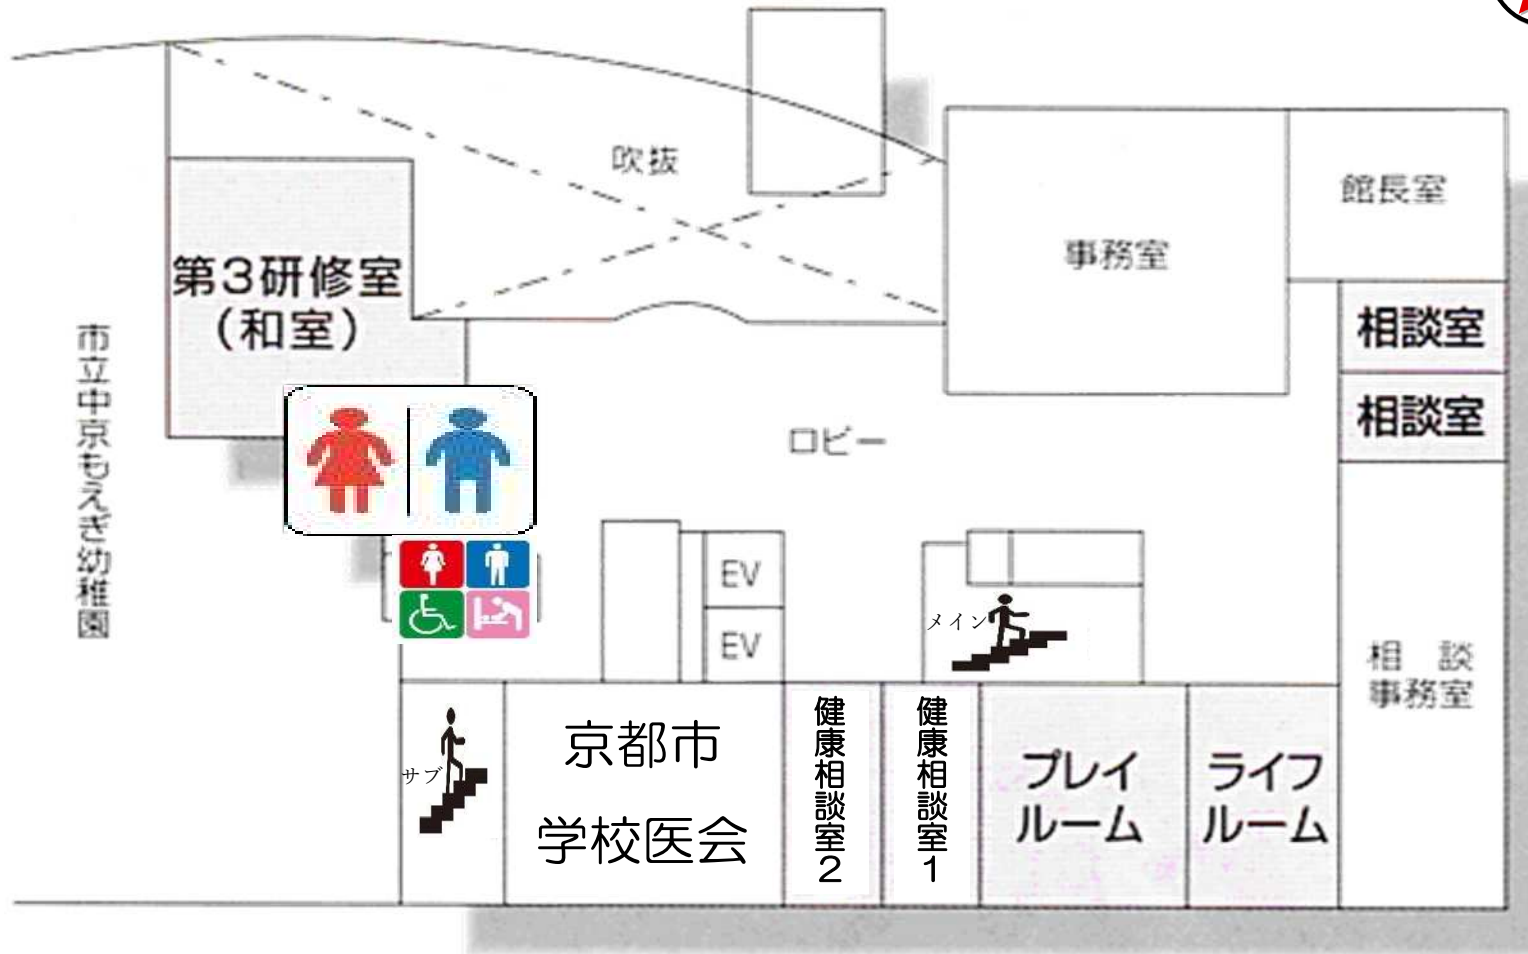 吹抜
館長室
事務室
第3研修室
（和室）
相談室
相談室
市立中京もえぎ幼稚園
ロビー
EV
EV
メイン
相　談
事務室
サブ
京都市
学校医会
健康相談室2
健康相談室1
プレイ
ルーム
ライフ
ルーム